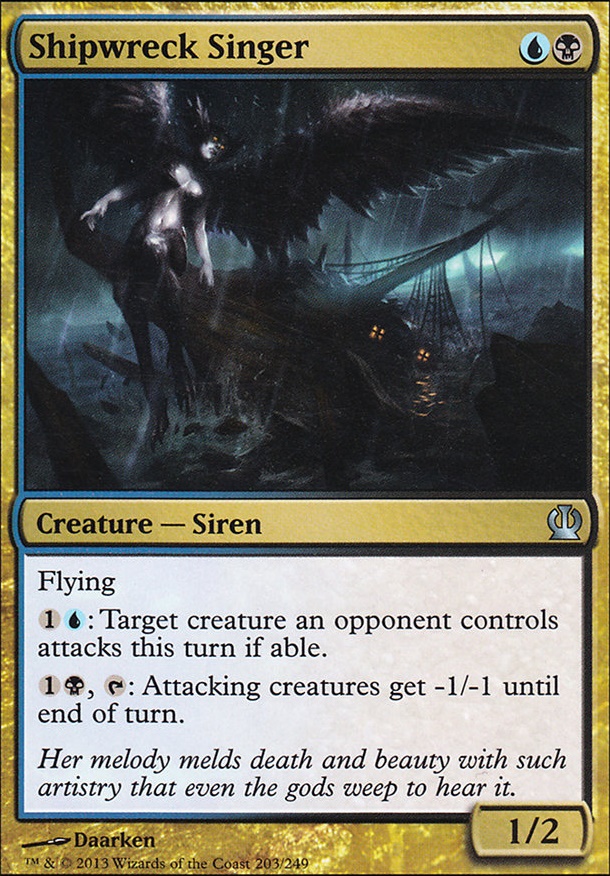 Shipwreck Singer
Creature — Siren
Flying
1: Target creature an opponent controls
attacks this turn if able.
1, : Attacking creatures get -1/-1 until
end of turn.
Her melody melds death and beauty with such
artistry that even the gods weep to hear it.
1/2
Daarken
™ & © 2013 Wizards of the Coast 203/249